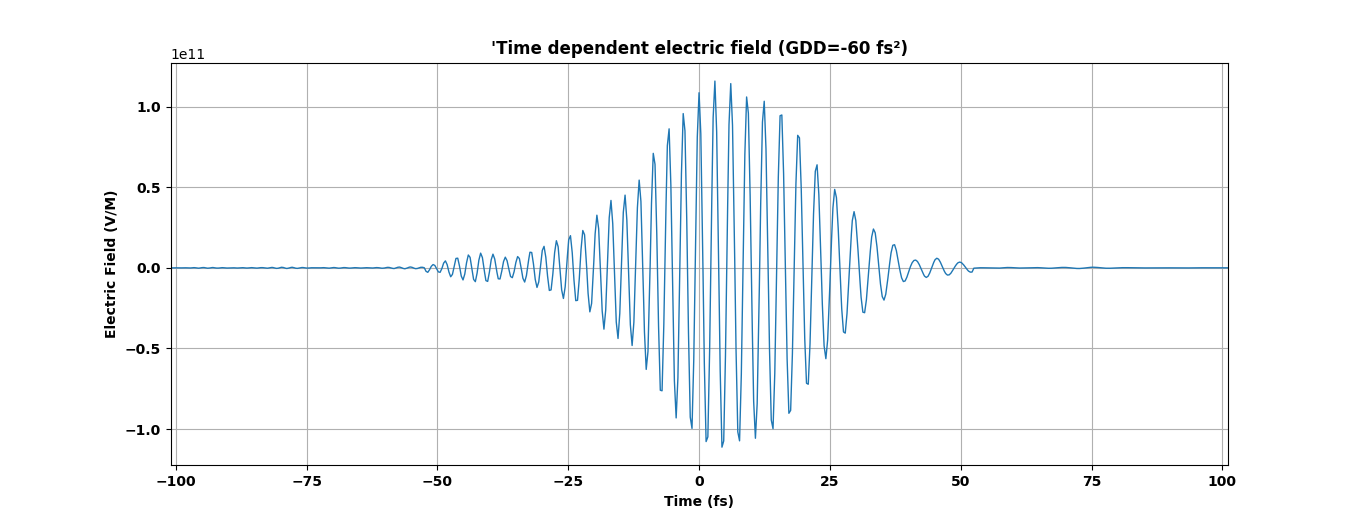 'Time dependent electric field (GDD=-60 fs²)
1e11
1.0
0.5
0.0
−0.5
−1.0
Electric Field (V/M)
−100 −75 −50 −25 0 25 50 75 100
Time (fs)